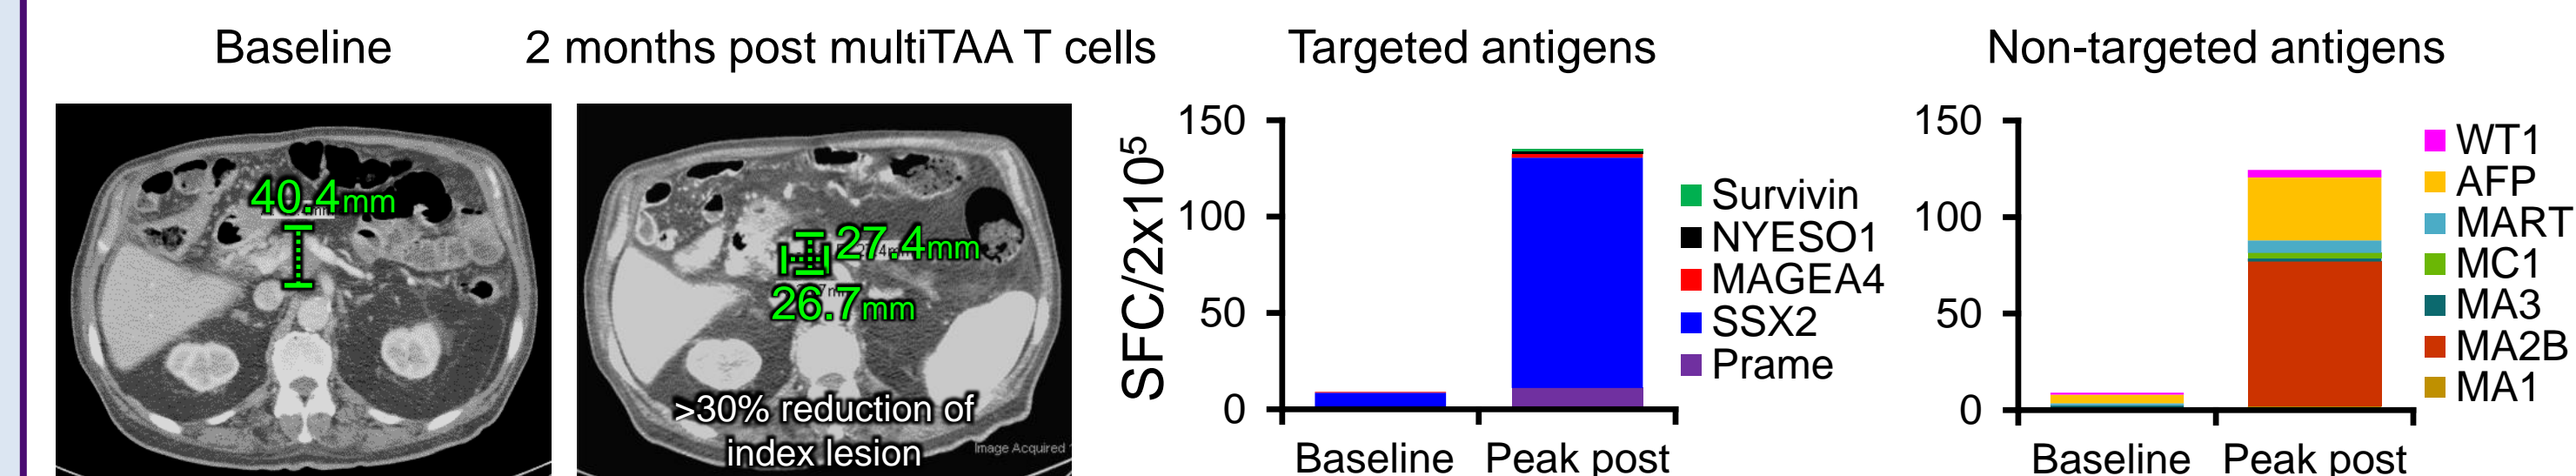 Baseline
2 months post multiTAA T cells
40.4mm
27.4mm
26.7mm
>30% reduction of
index lesion
Image Acquired
Targeted antigens
SFC/2x10⁵
150
100
50
0
Baseline
Peak post
Survivin
NYESO1
MAGEA4
SSX2
Prame
Non-targeted antigens
150
100
50
0
Baseline
Peak post
WT1
AFP
MART
MC1
MA3
MA2B
MA1